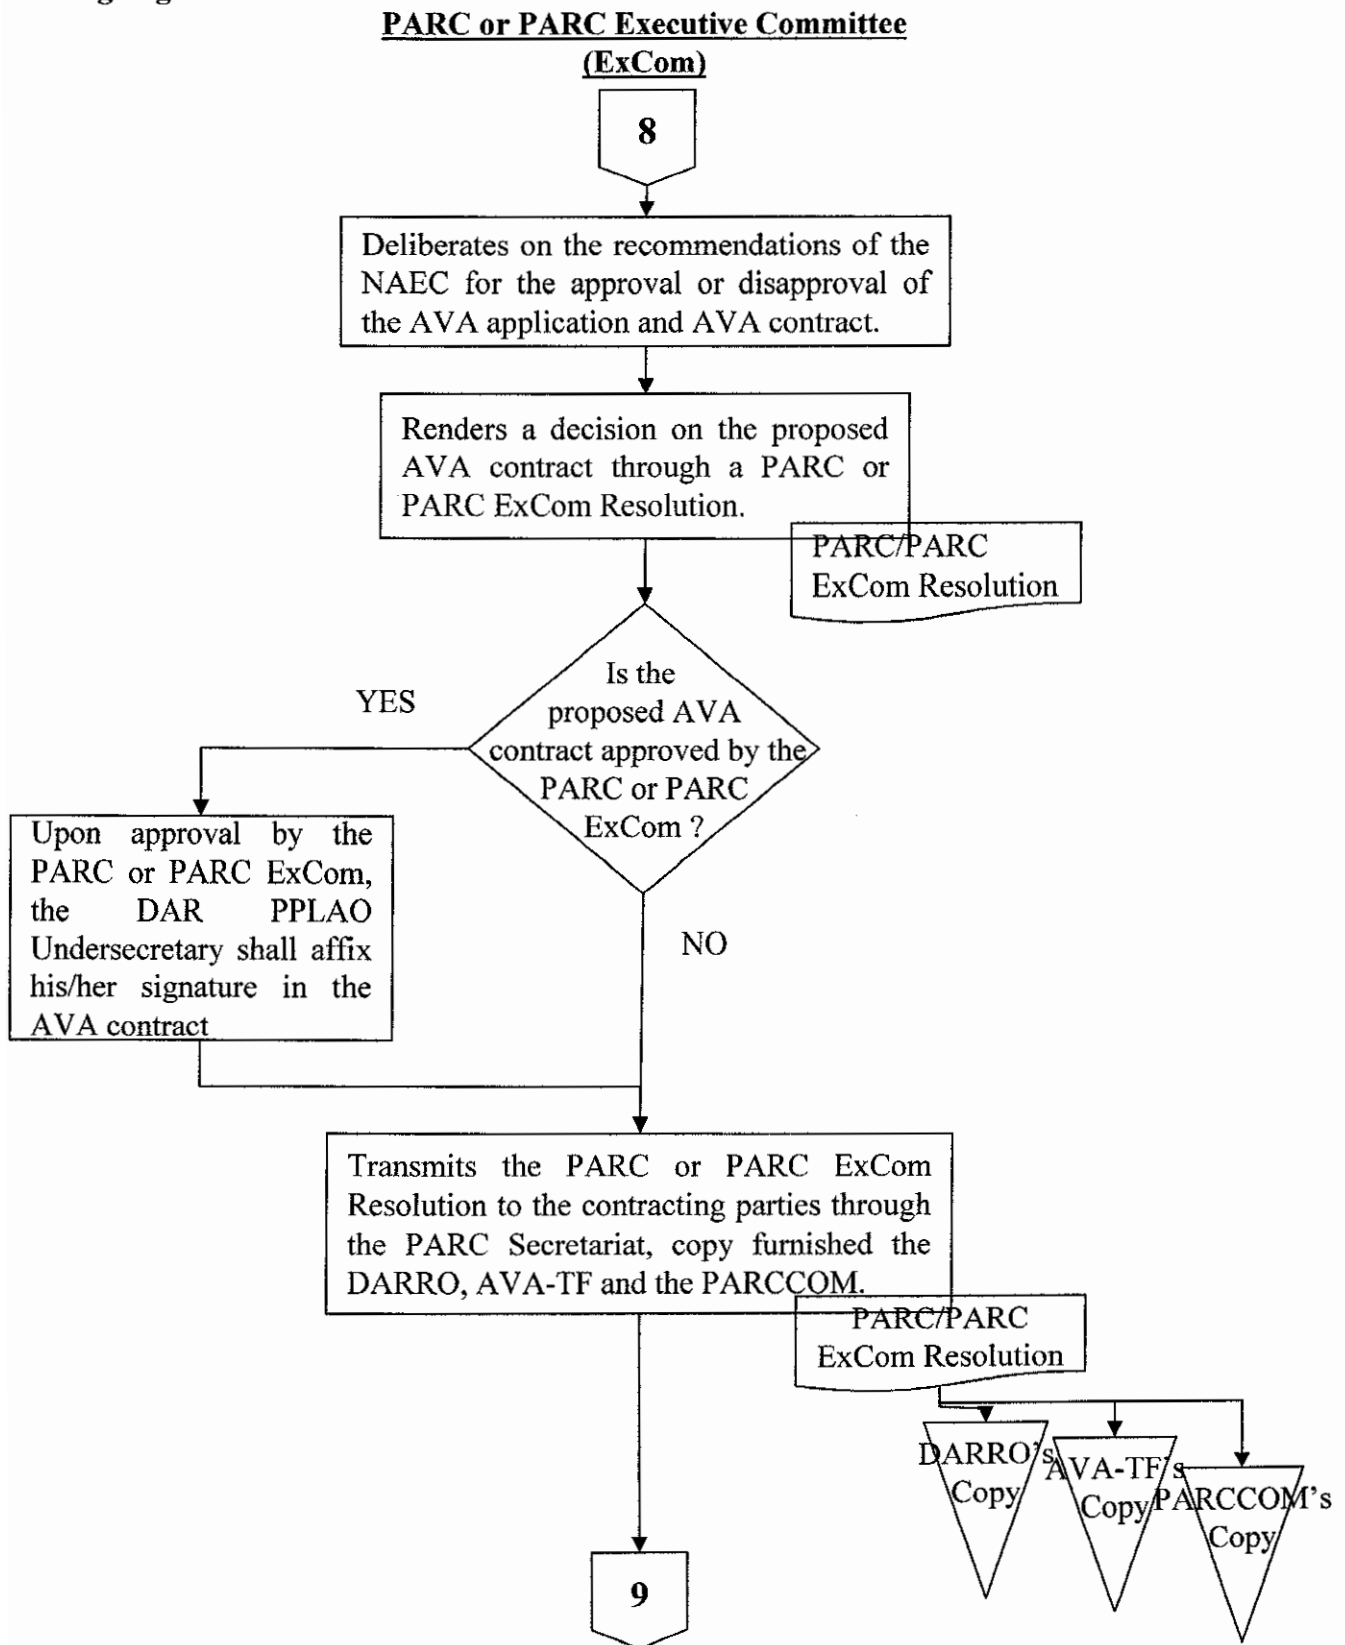 PARC or PARC Executive Committee
(ExCom)
8
Deliberates on the recommendations of the
NAEC for the approval or disapproval of
the AVA application and AVA contract.
Renders a decision on the proposed
AVA contract through a PARC or
PARC ExCom Resolution.
PARC/PARC
ExCom Resolution
Is the
proposed AVA
contract approved by the
PARC or PARC
ExCom ?
YES
NO
Upon approval by the
PARC or PARC ExCom,
the DAR PPLAO
Undersecretary shall affix
his/her signature in the
AVA contract
Transmits the PARC or PARC ExCom
Resolution to the contracting parties through
the PARC Secretariat, copy furnished the
DARRO, AVA-TF and the PARCCOM.
PARC/PARC
ExCom Resolution
DARRO's
Copy
AVA-TF's
Copy
PARCCOM's
Copy
9